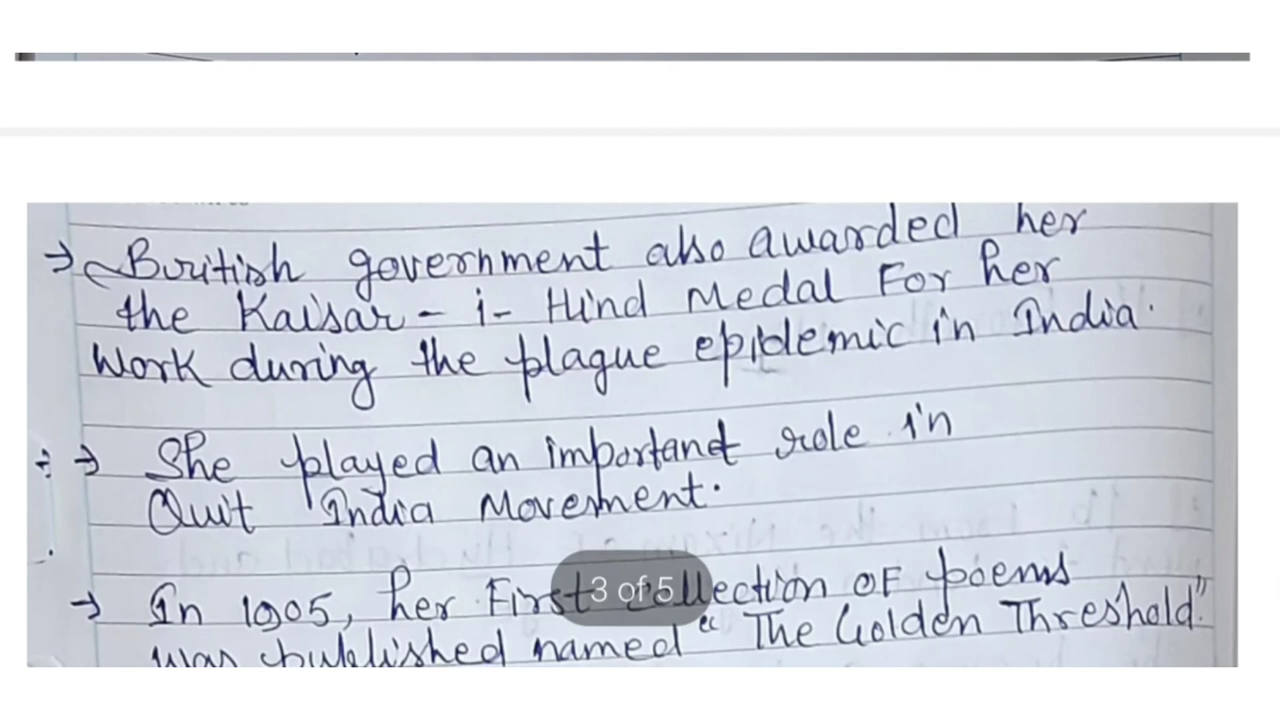 → British government also awarded her
the Kaisar - i - Hind Medal For her
Work during the plague epidemic in India.
→ She played an important role in
Quit India Movement.
→ In 1905, her First collection of poems
was published named "The Golden Threshold"
3 of 5